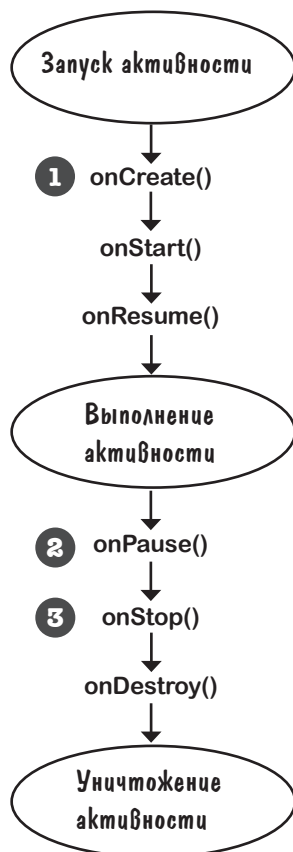 Запуск активности
1 onCreate()
onStart()
onResume()
Выполнение
активности
2 onPause()
3 onStop()
onDestroy()
Уничтожение
активности